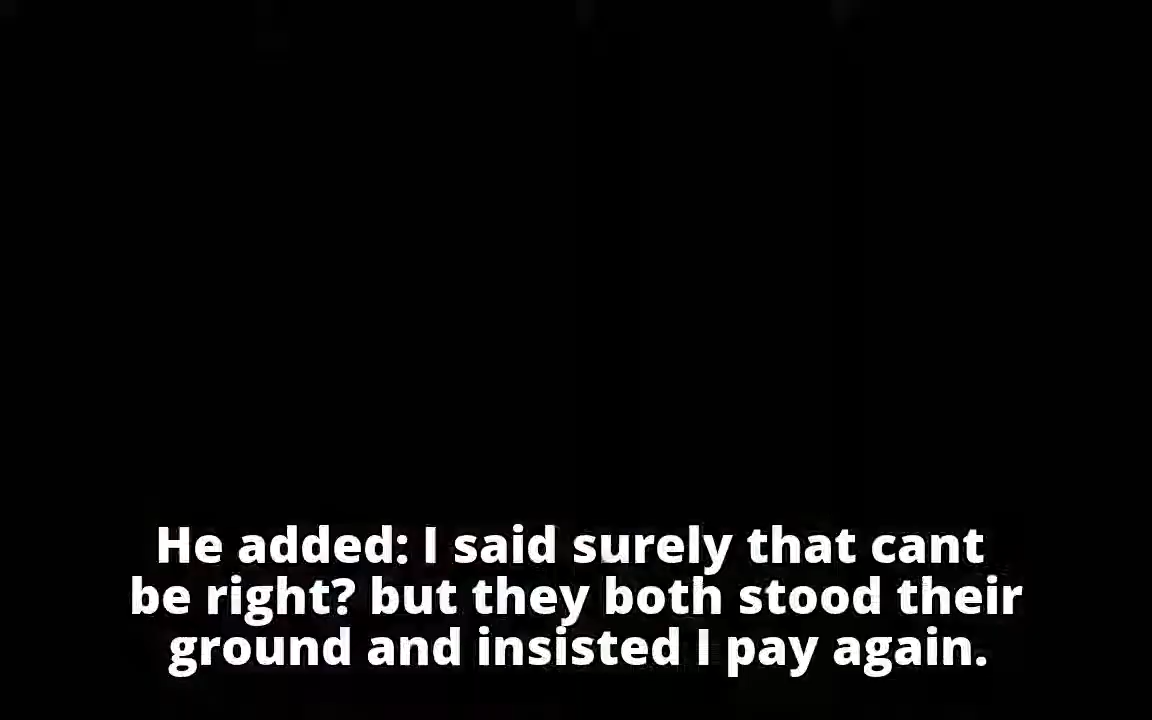 He added: I said surely that cant
be right? but they both stood their
ground and insisted I pay again.